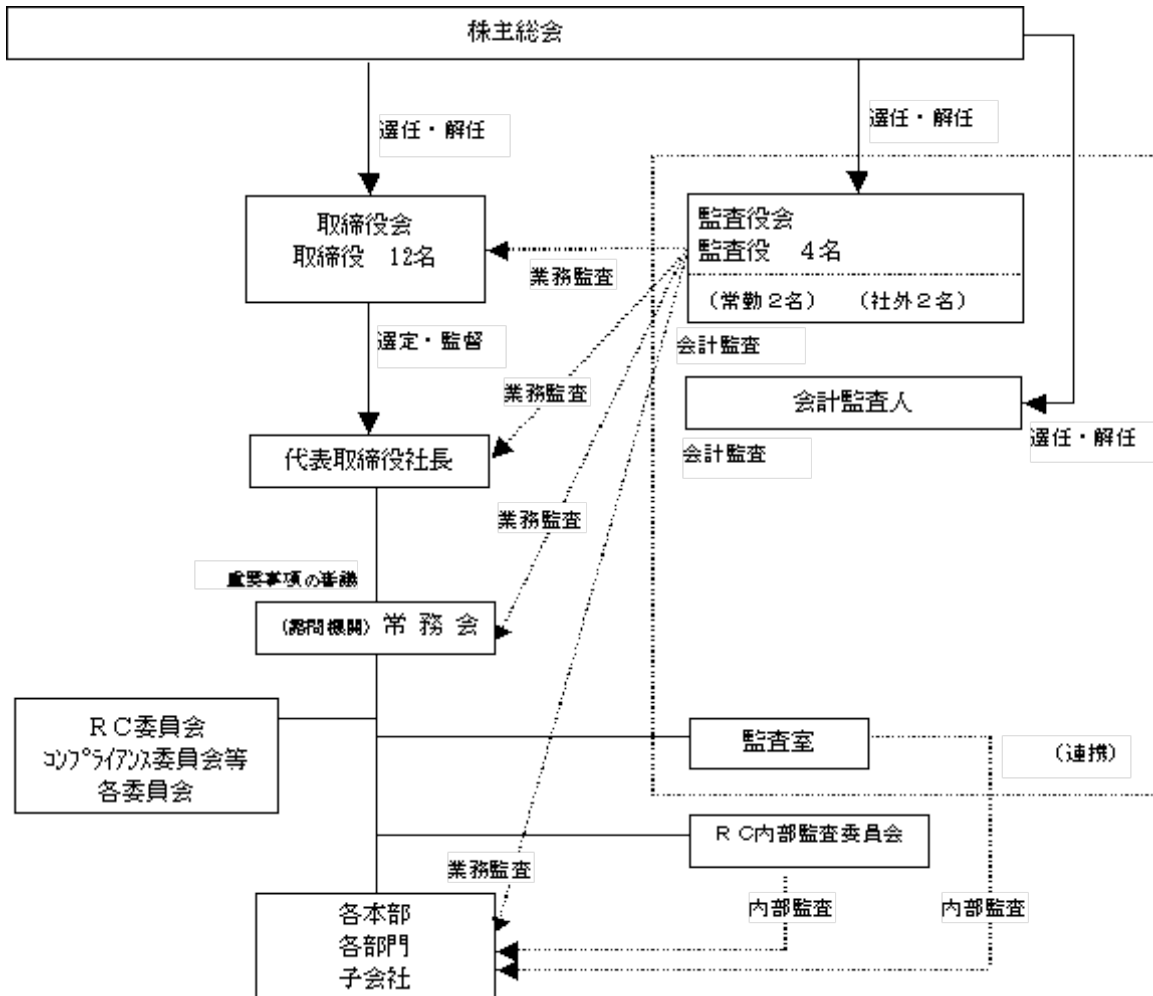 株主総会
選任・解任
選任・解任
取締役会
取締役 12名
監査役会
監査役 4名
(常勤2名) (社外2名)
業務監査
選定・監督
会計監査
業務監査
会計監査人
選任・解任
代表取締役社長
会計監査
業務監査
重要事項の審議
(諮問機関) 常務会
RC委員会
コンプライアンス委員会等
各委員会
監査室
(連携)
RC内部監査委員会
業務監査
内部監査
内部監査
各本部
各部門
子会社